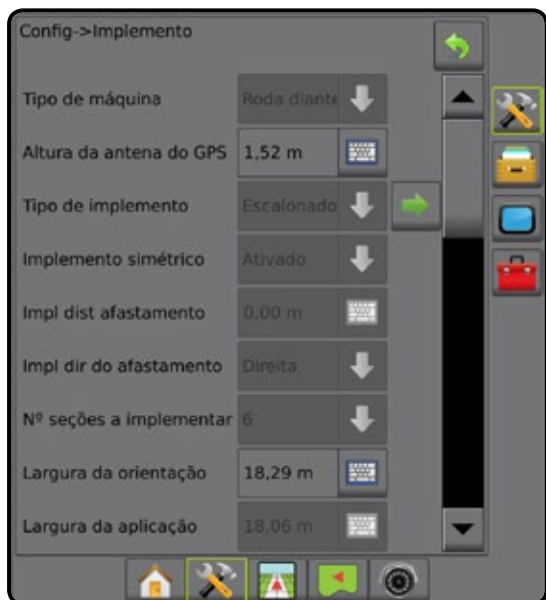 Config->Implemento
Tipo de máquina Roda diante
Altura da antena do GPS 1,52 m
Tipo de implemento Escalonado
Implemento simétrico Ativado
Impl dist afastamento 0,00 m
Impl dir do afastamento Direita
Nº seções a implementar 6
Largura da orientação 18,29 m
Largura da aplicação 18,06 m